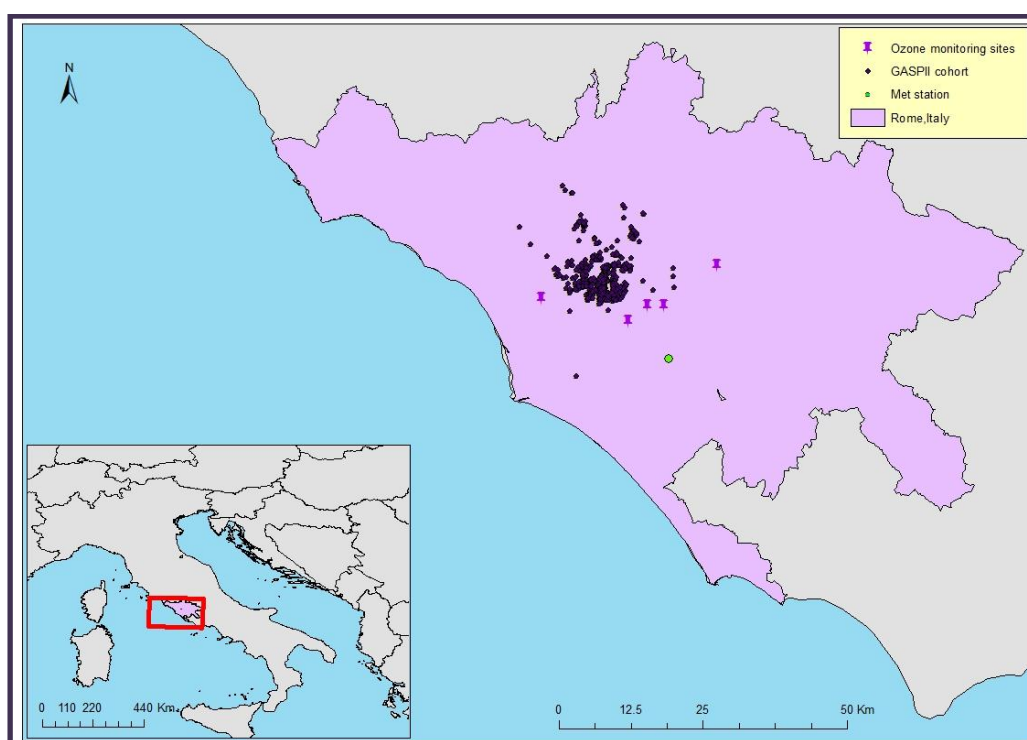 N
Ozone monitoring sites
GASPII cohort
Met station
Rome,Italy
0 110 220 440 Km
0 12.5 25 50 Km